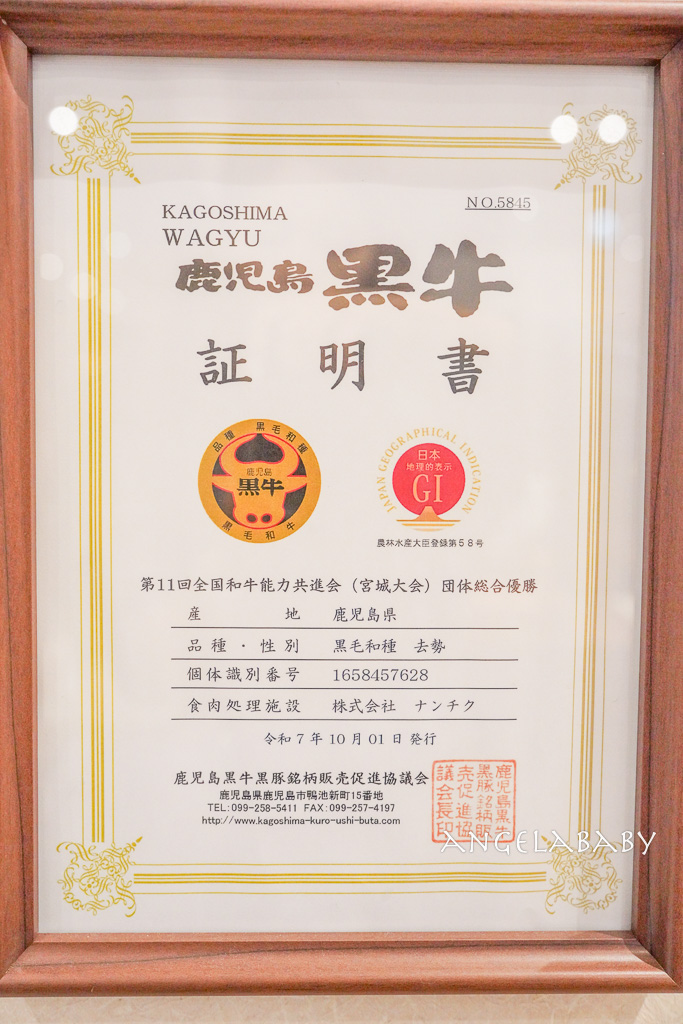 NO.5845
KAGOSHIMA
WAGYU
鹿児島 黒牛
証明書
品種 黒毛和種
鹿児島
黒牛
黒毛和牛
JAPAN GEOGRAPHICAL INDICATION
日本
地理的表示
GI
農林水産大臣登録第58号
第11回全国和牛能力共進会（宮城大会）団体総合優勝
産地 鹿児島県
品種・性別 黒毛和種 去勢
個体識別番号 1658457628
食肉処理施設 株式会社 ナンチク
令和7年10月01日発行
鹿児島黒牛黒豚銘柄販売促進協議会
鹿児島県鹿児島市鴨池新町15番地
TEL:099-258-5411 FAX:099-257-4197
http://www.kagoshima-kuro-ushi-buta.com
鹿児島黒牛
黒豚銘柄販
売促進協
議会長印
ANGELABABY